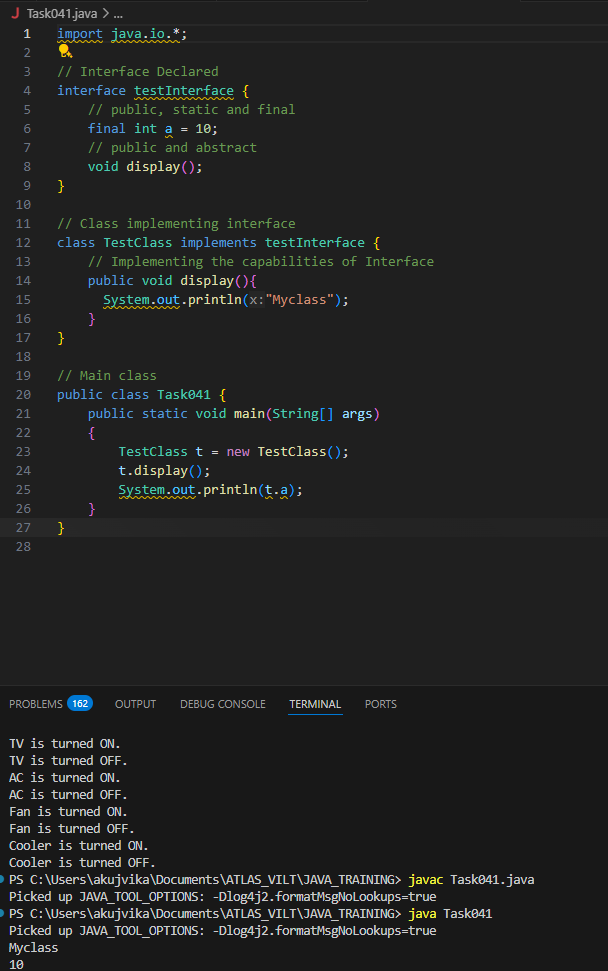 J Task041.java > ...
1 import java.io.*;
2
3 // Interface Declared
4 interface testInterface {
5     // public, static and final
6     final int a = 10;
7     // public and abstract
8     void display();
9 }
10
11 // Class implementing interface
12 class TestClass implements testInterface {
13     // Implementing the capabilities of Interface
14     public void display(){
15       System.out.println(x:"Myclass");
16     }
17 }
18
19 // Main class
20 public class Task041 {
21     public static void main(String[] args)
22     {
23         TestClass t = new TestClass();
24         t.display();
25         System.out.println(t.a);
26     }
27 }
28
PROBLEMS 162 OUTPUT DEBUG CONSOLE TERMINAL PORTS
TV is turned ON.
TV is turned OFF.
AC is turned ON.
AC is turned OFF.
Fan is turned ON.
Fan is turned OFF.
Cooler is turned ON.
Cooler is turned OFF.
PS C:\Users\akujvika\Documents\ATLAS_VILT\JAVA_TRAINING> javac Task041.java
Picked up JAVA_TOOL_OPTIONS: -Dlog4j2.formatMsgNoLookups=true
PS C:\Users\akujvika\Documents\ATLAS_VILT\JAVA_TRAINING> java Task041
Picked up JAVA_TOOL_OPTIONS: -Dlog4j2.formatMsgNoLookups=true
Myclass
10